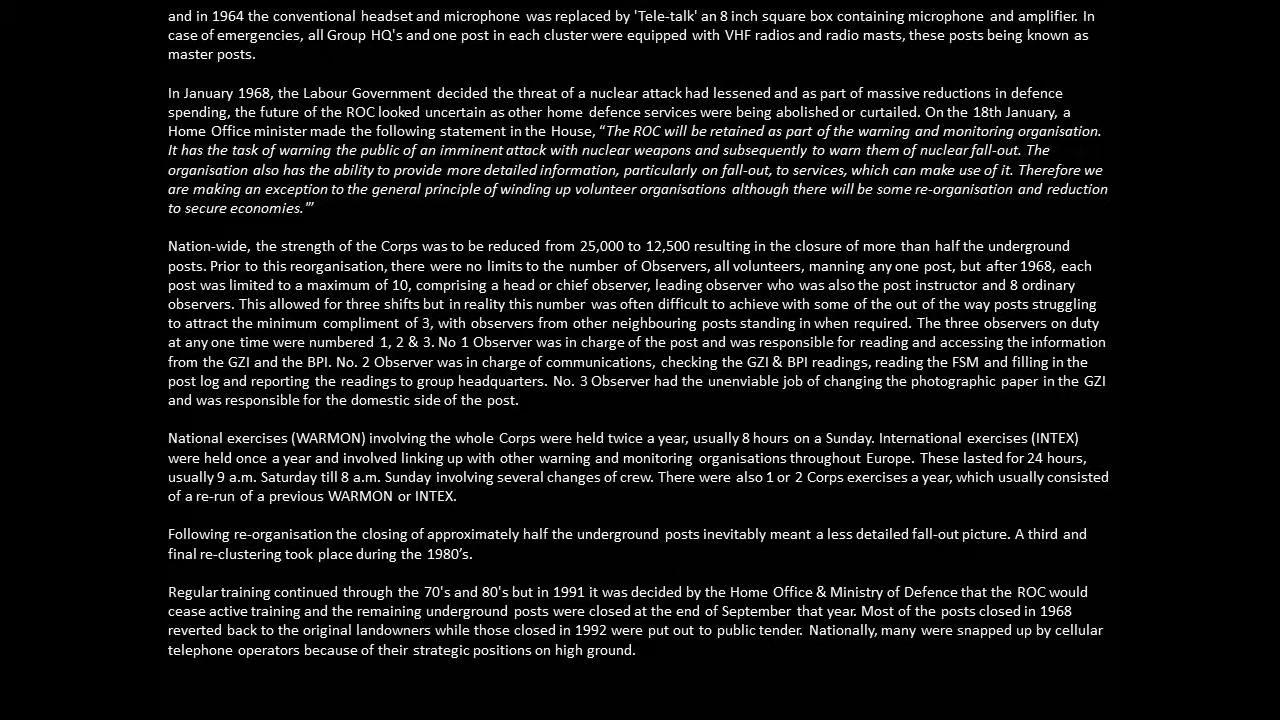 and in 1964 the conventional headset and microphone was replaced by 'Tele-talk' an 8 inch square box containing microphone and amplifier. In
case of emergencies, all Group HQ's and one post in each cluster were equipped with VHF radios and radio masts, these posts being known as
master posts.
In January 1968, the Labour Government decided the threat of a nuclear attack had lessened and as part of massive reductions in defence
spending, the future of the ROC looked uncertain as other home defence services were being abolished or curtailed. On the 18th January, a
Home Office minister made the following statement in the House, “The ROC will be retained as part of the warning and monitoring organisation.
It has the task of warning the public of an imminent attack with nuclear weapons and subsequently to warn them of nuclear fall-out. The
organisation also has the ability to provide more detailed information, particularly on fall-out, to services, which can make use of it. Therefore we
are making an exception to the general principle of winding up volunteer organisations although there will be some re-organisation and reduction
to secure economies.'”
Nation-wide, the strength of the Corps was to be reduced from 25,000 to 12,500 resulting in the closure of more than half the underground
posts. Prior to this reorganisation, there were no limits to the number of Observers, all volunteers, manning any one post, but after 1968, each
post was limited to a maximum of 10, comprising a head or chief observer, leading observer who was also the post instructor and 8 ordinary
observers. This allowed for three shifts but in reality this number was often difficult to achieve with some of the out of the way posts struggling
to attract the minimum compliment of 3, with observers from other neighbouring posts standing in when required. The three observers on duty
at any one time were numbered 1, 2 & 3. No 1 Observer was in charge of the post and was responsible for reading and accessing the information
from the GZI and the BPI. No. 2 Observer was in charge of communications, checking the GZI & BPI readings, reading the FSM and filling in the
post log and reporting the readings to group headquarters. No. 3 Observer had the unenviable job of changing the photographic paper in the GZI
and was responsible for the domestic side of the post.
National exercises (WARMON) involving the whole Corps were held twice a year, usually 8 hours on a Sunday. International exercises (INTEX)
were held once a year and involved linking up with other warning and monitoring organisations throughout Europe. These lasted for 24 hours,
usually 9 a.m. Saturday till 8 a.m. Sunday involving several changes of crew. There were also 1 or 2 Corps exercises a year, which usually consisted
of a re-run of a previous WARMON or INTEX.
Following re-organisation the closing of approximately half the underground posts inevitably meant a less detailed fall-out picture. A third and
final re-clustering took place during the 1980’s.
Regular training continued through the 70's and 80's but in 1991 it was decided by the Home Office & Ministry of Defence that the ROC would
cease active training and the remaining underground posts were closed at the end of September that year. Most of the posts closed in 1968
reverted back to the original landowners while those closed in 1992 were put out to public tender. Nationally, many were snapped up by cellular
telephone operators because of their strategic positions on high ground.